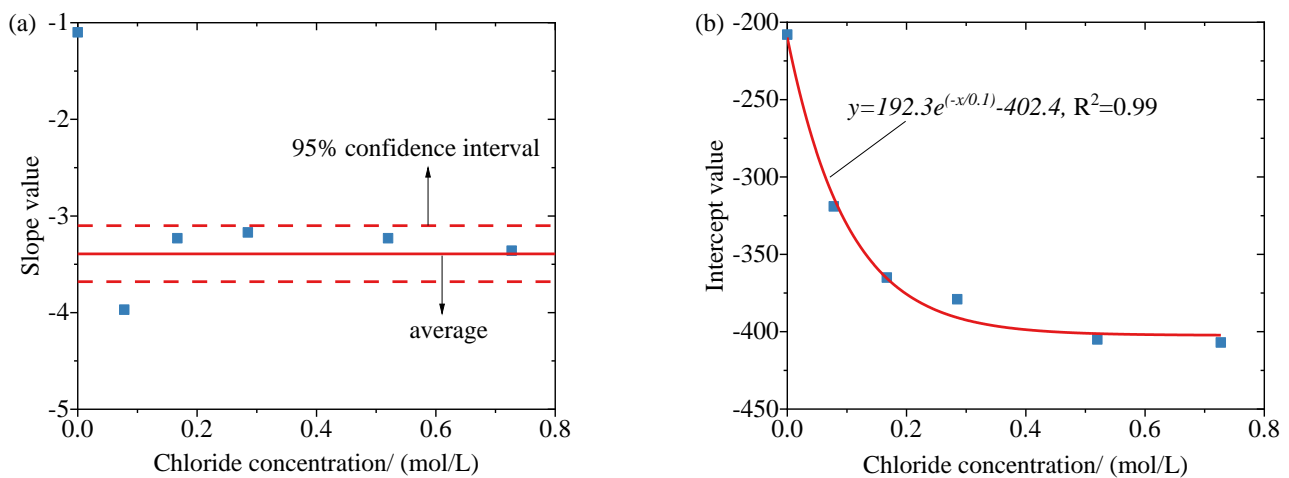 (a)
-1
-2
-3
-4
-5
Slope value
95% confidence interval
average
0.0
0.2
0.4
0.6
0.8
Chloride concentration/ (mol/L)
(b)
-200
-250
-300
-350
-400
-450
Intercept value
y=192.3e^(-x/0.1)-402.4, R²=0.99
0.0
0.2
0.4
0.6
0.8
Chloride concentration/ (mol/L)